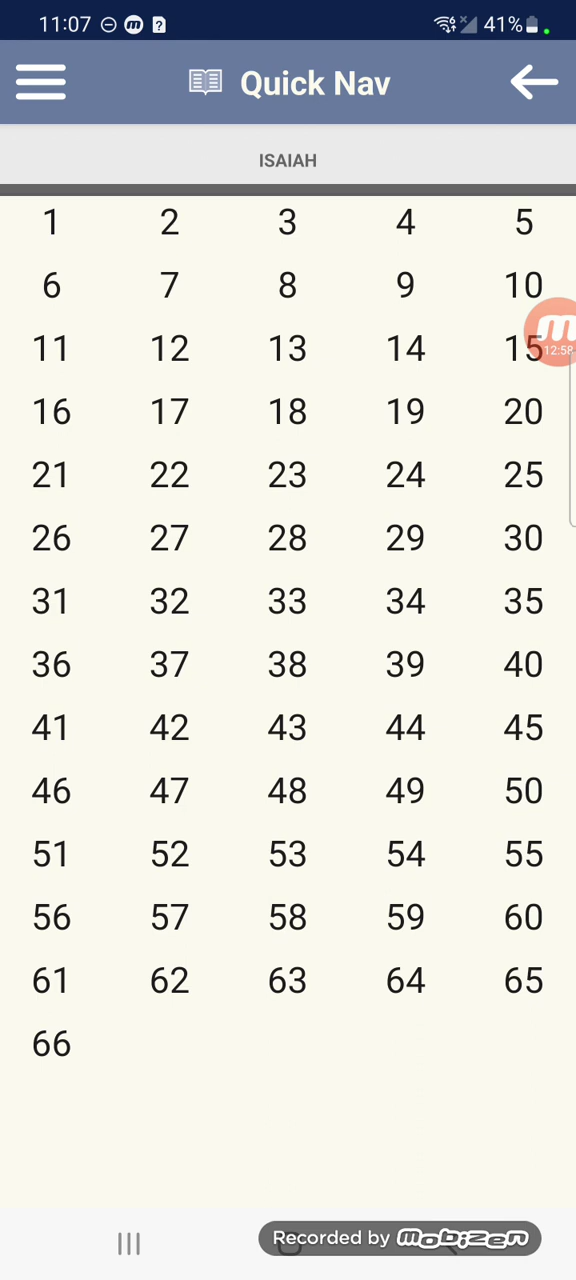 11:07 41%
Quick Nav
ISAIAH
1 2 3 4 5
6 7 8 9 10
11 12 13 14 15
12:58
16 17 18 19 20
21 22 23 24 25
26 27 28 29 30
31 32 33 34 35
36 37 38 39 40
41 42 43 44 45
46 47 48 49 50
51 52 53 54 55
56 57 58 59 60
61 62 63 64 65
66
Recorded by mobizen